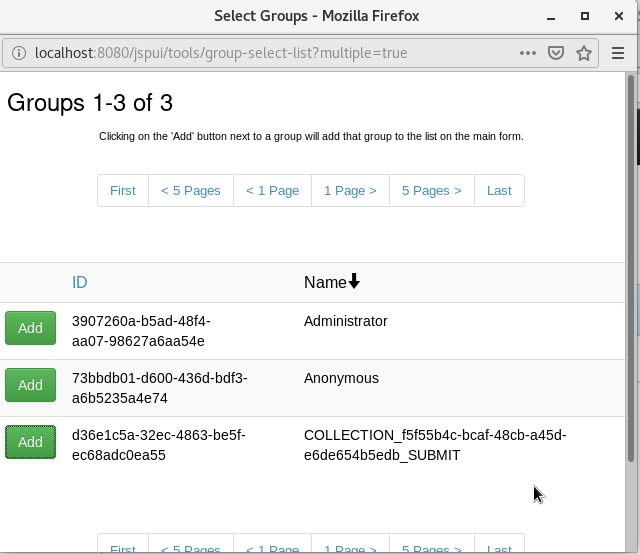 Select Groups - Mozilla Firefox
localhost:8080/jspui/tools/group-select-list?multiple=true
Groups 1-3 of 3
Clicking on the 'Add' button next to a group will add that group to the list on the main form.
First < 5 Pages < 1 Page 1 Page > 5 Pages > Last
ID Name
Add 3907260a-b5ad-48f4- Administrator
aa07-98627a6aa54e
Add 73bbdb01-d600-436d-bdf3- Anonymous
a6b5235a4e74
Add d36e1c5a-32ec-4863-be5f- COLLECTION_f5f55b4c-bcaf-48cb-a45d-
ec68adc0ea55 e6de654b5edb_SUBMIT
First < 5 Pages < 1 Page 1 Page > 5 Pages > Last